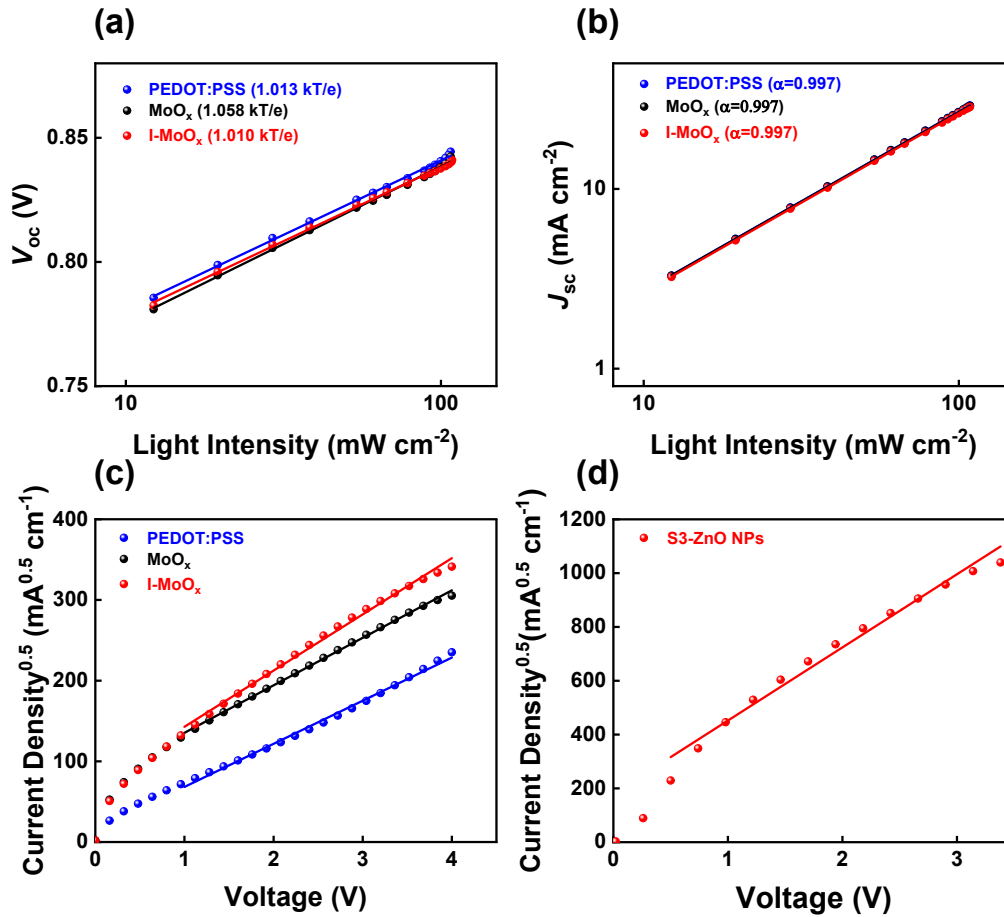 (a)
PEDOT:PSS (1.013 kT/e)
MoOₓ (1.058 kT/e)
I-MoOₓ (1.010 kT/e)
0.85
0.80
0.75
Voc (V)
10
100
Light Intensity (mW cm⁻²)
(b)
PEDOT:PSS (α=0.997)
MoOₓ (α=0.997)
I-MoOₓ (α=0.997)
10
1
Jsc (mA cm⁻²)
10
100
Light Intensity (mW cm⁻²)
(c)
PEDOT:PSS
MoOₓ
I-MoOₓ
400
300
200
100
0
Current Density⁰·⁵ (mA⁰·⁵ cm⁻¹)
0
1
2
3
4
Voltage (V)
(d)
S3-ZnO NPs
1200
1000
800
600
400
200
0
Current Density⁰·⁵(mA⁰·⁵ cm⁻¹)
0
1
2
3
Voltage (V)